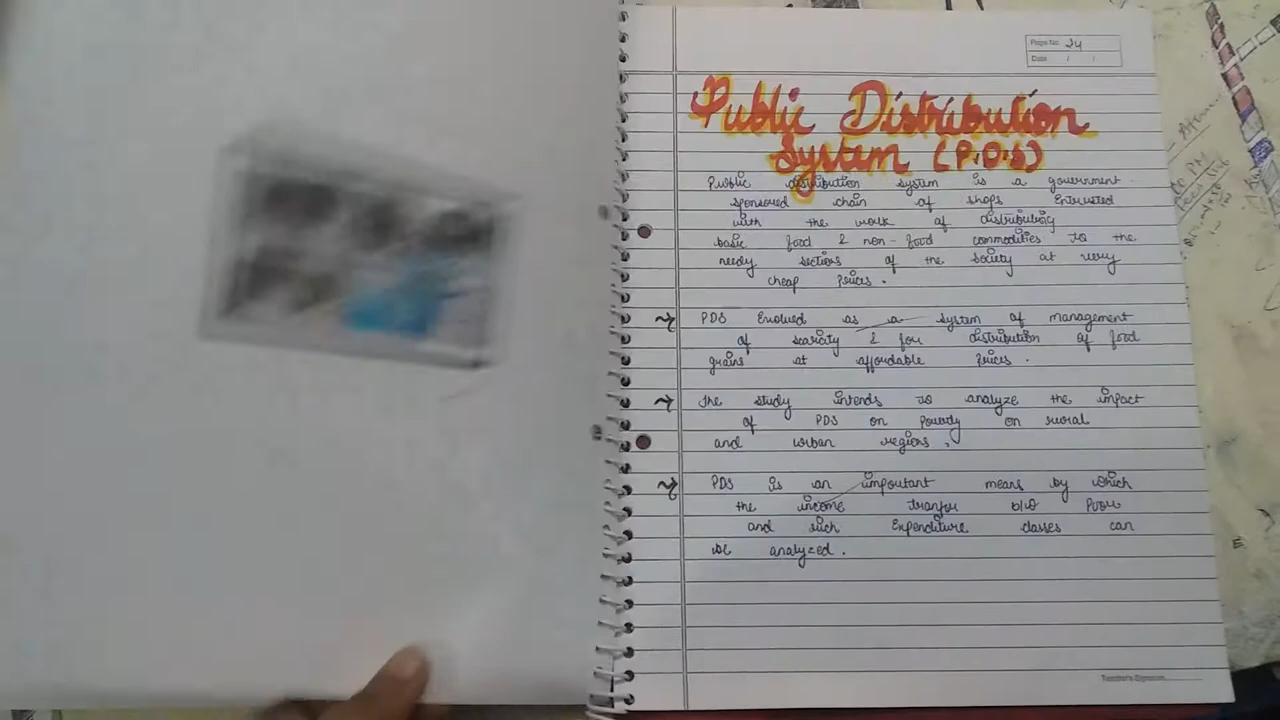 Page No. 24
Date / /
Public Distribution
System (P.D.S)
Public distribution system is a government
sponsored chain of shops Entrusted
with the work of distributing
basic food & non-food commodities to the
needy sections of the society at very
cheap Prices.
PDS Evolved as a system of management
of scarcity & for distribution of food
grains at affordable Prices.
The study intends to analyze the impact
of PDS on Poverty on rural
and urban regions.
PDS is an important means by which
the income tranfer b/w Poor
and rich Expenditure classes can
be analyzed.
Teacher's Signature